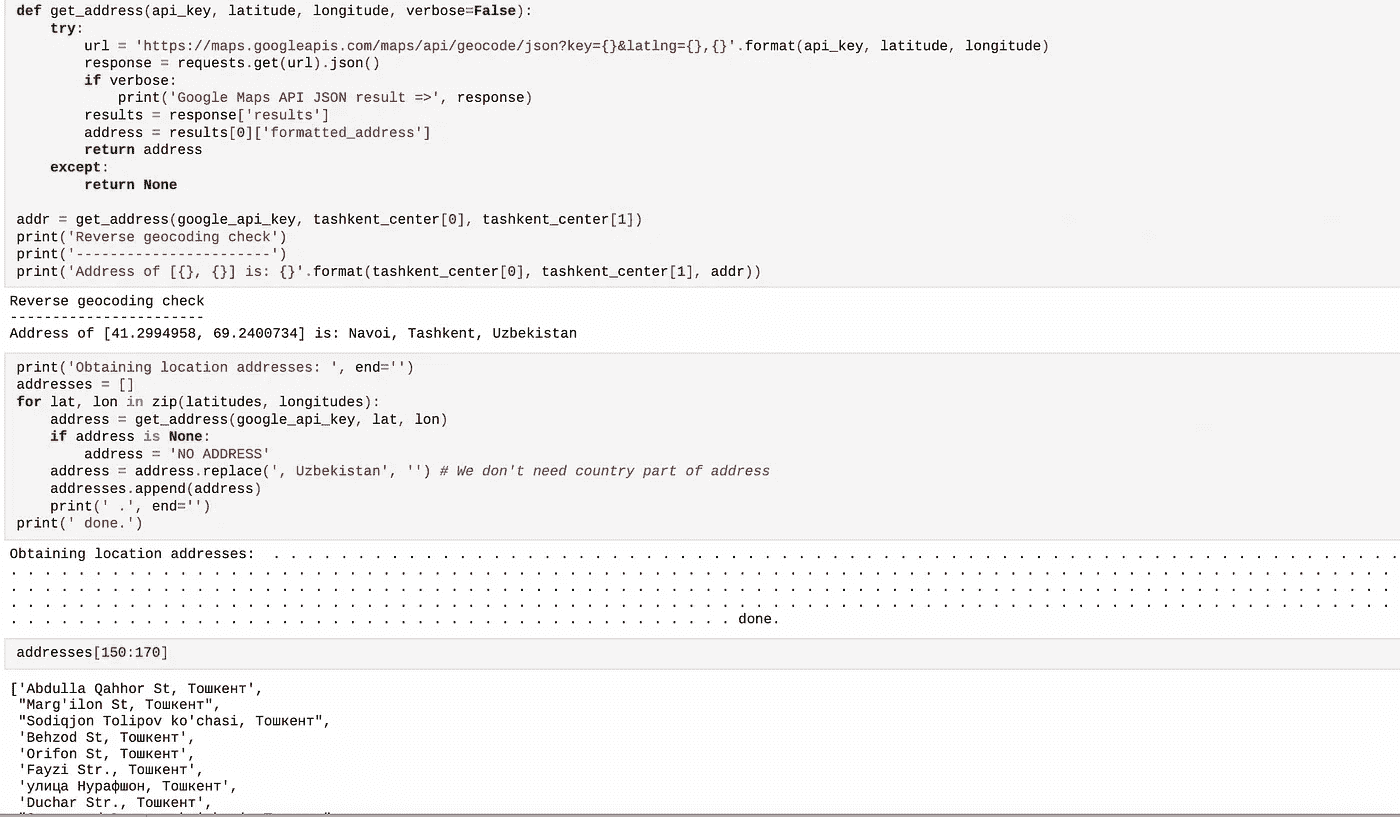 def get_address(api_key, latitude, longitude, verbose=False):
    try:
        url = 'https://maps.googleapis.com/maps/api/geocode/json?key={}&latlng={},{}'.format(api_key, latitude, longitude)
        response = requests.get(url).json()
        if verbose:
            print('Google Maps API JSON result =>', response)
        results = response['results']
        address = results[0]['formatted_address']
        return address
    except:
        return None
addr = get_address(google_api_key, tashkent_center[0], tashkent_center[1])
print('Reverse geocoding check')
print('-----------------------')
print('Address of [{}, {}] is: {}'.format(tashkent_center[0], tashkent_center[1], addr))
Reverse geocoding check
-----------------------
Address of [41.2994958, 69.2400734] is: Navoi, Tashkent, Uzbekistan
print('Obtaining location addresses: ', end='')
addresses = []
for lat, lon in zip(latitudes, longitudes):
    address = get_address(google_api_key, lat, lon)
    if address is None:
        address = 'NO ADDRESS'
    address = address.replace(', Uzbekistan', '') # We don't need country part of address
    addresses.append(address)
    print(' .', end='')
print(' done.')
Obtaining location addresses:  . . . . . . . . . . . . . . . . . . . . . . . . . . . . . . . . . . . . . . . . . . . . . . . . . . . . . . . . . . . . . . . . . . .
. . . . . . . . . . . . . . . . . . . . . . . . . . . . . . . . . . . . . . . . . . . . . . . . . . . . . . . . . . . . . . . . . . . . . . . . . . . . . . . . . .
. . . . . . . . . . . . . . . . . . . . . . . . . . . . . . . . . . . . . . . . . . . . . . . . . . . . . . . . . . . . . . . . . . . . . . . . . . . . . . . . . .
. . . . . . . . . . . . . . . . . . . . . . . . . . . . . . . . . . . . . . . . . . . . . . . . . . . . . . . . . . . . . . . . . . . . . . . . . . . . . . . . . .
. . . . . . . . . . . . . . . . . . . . . . . . . . . . . . . . . . . . . . . . . . . done.
addresses[150:170]
['Abdulla Qahhor St, Тошкент',
 "Marg'ilon St, Тошкент",
 "Sodiqjon Tolipov ko'chasi, Тошкент",
 'Behzod St, Тошкент',
 'Orifon St, Тошкент',
 'Fayzi Str., Тошкент',
 'улица Нурафшон, Тошкент',
 'Duchar Str., Тошкент',